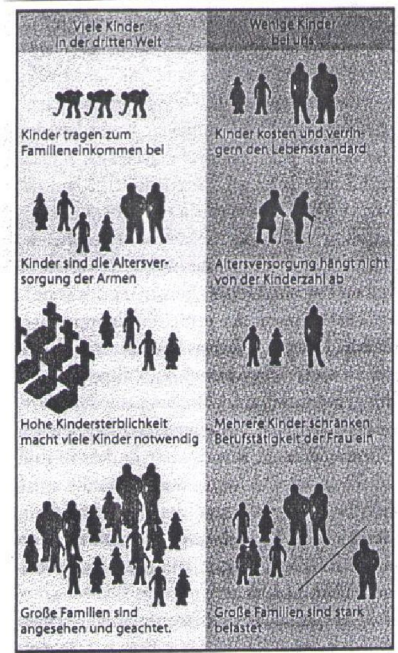 Viele Kinder
in der dritten Welt
Kinder tragen zum
Familieneinkommen bei
Kinder sind die Altersver-
sorgung der Armen
Hohe Kindersterblichkeit
macht viele Kinder notwendig
Große Familien sind
angesehen und geachtet.
Wenige Kinder
bei uns
Kinder kosten und verrin-
gern den Lebensstandard
Altersversorgung hängt nicht
von der Kinderzahl ab
Mehrere Kinder schränken
Berufstätigkeit der Frau ein
Große Familien sind stark
belastet